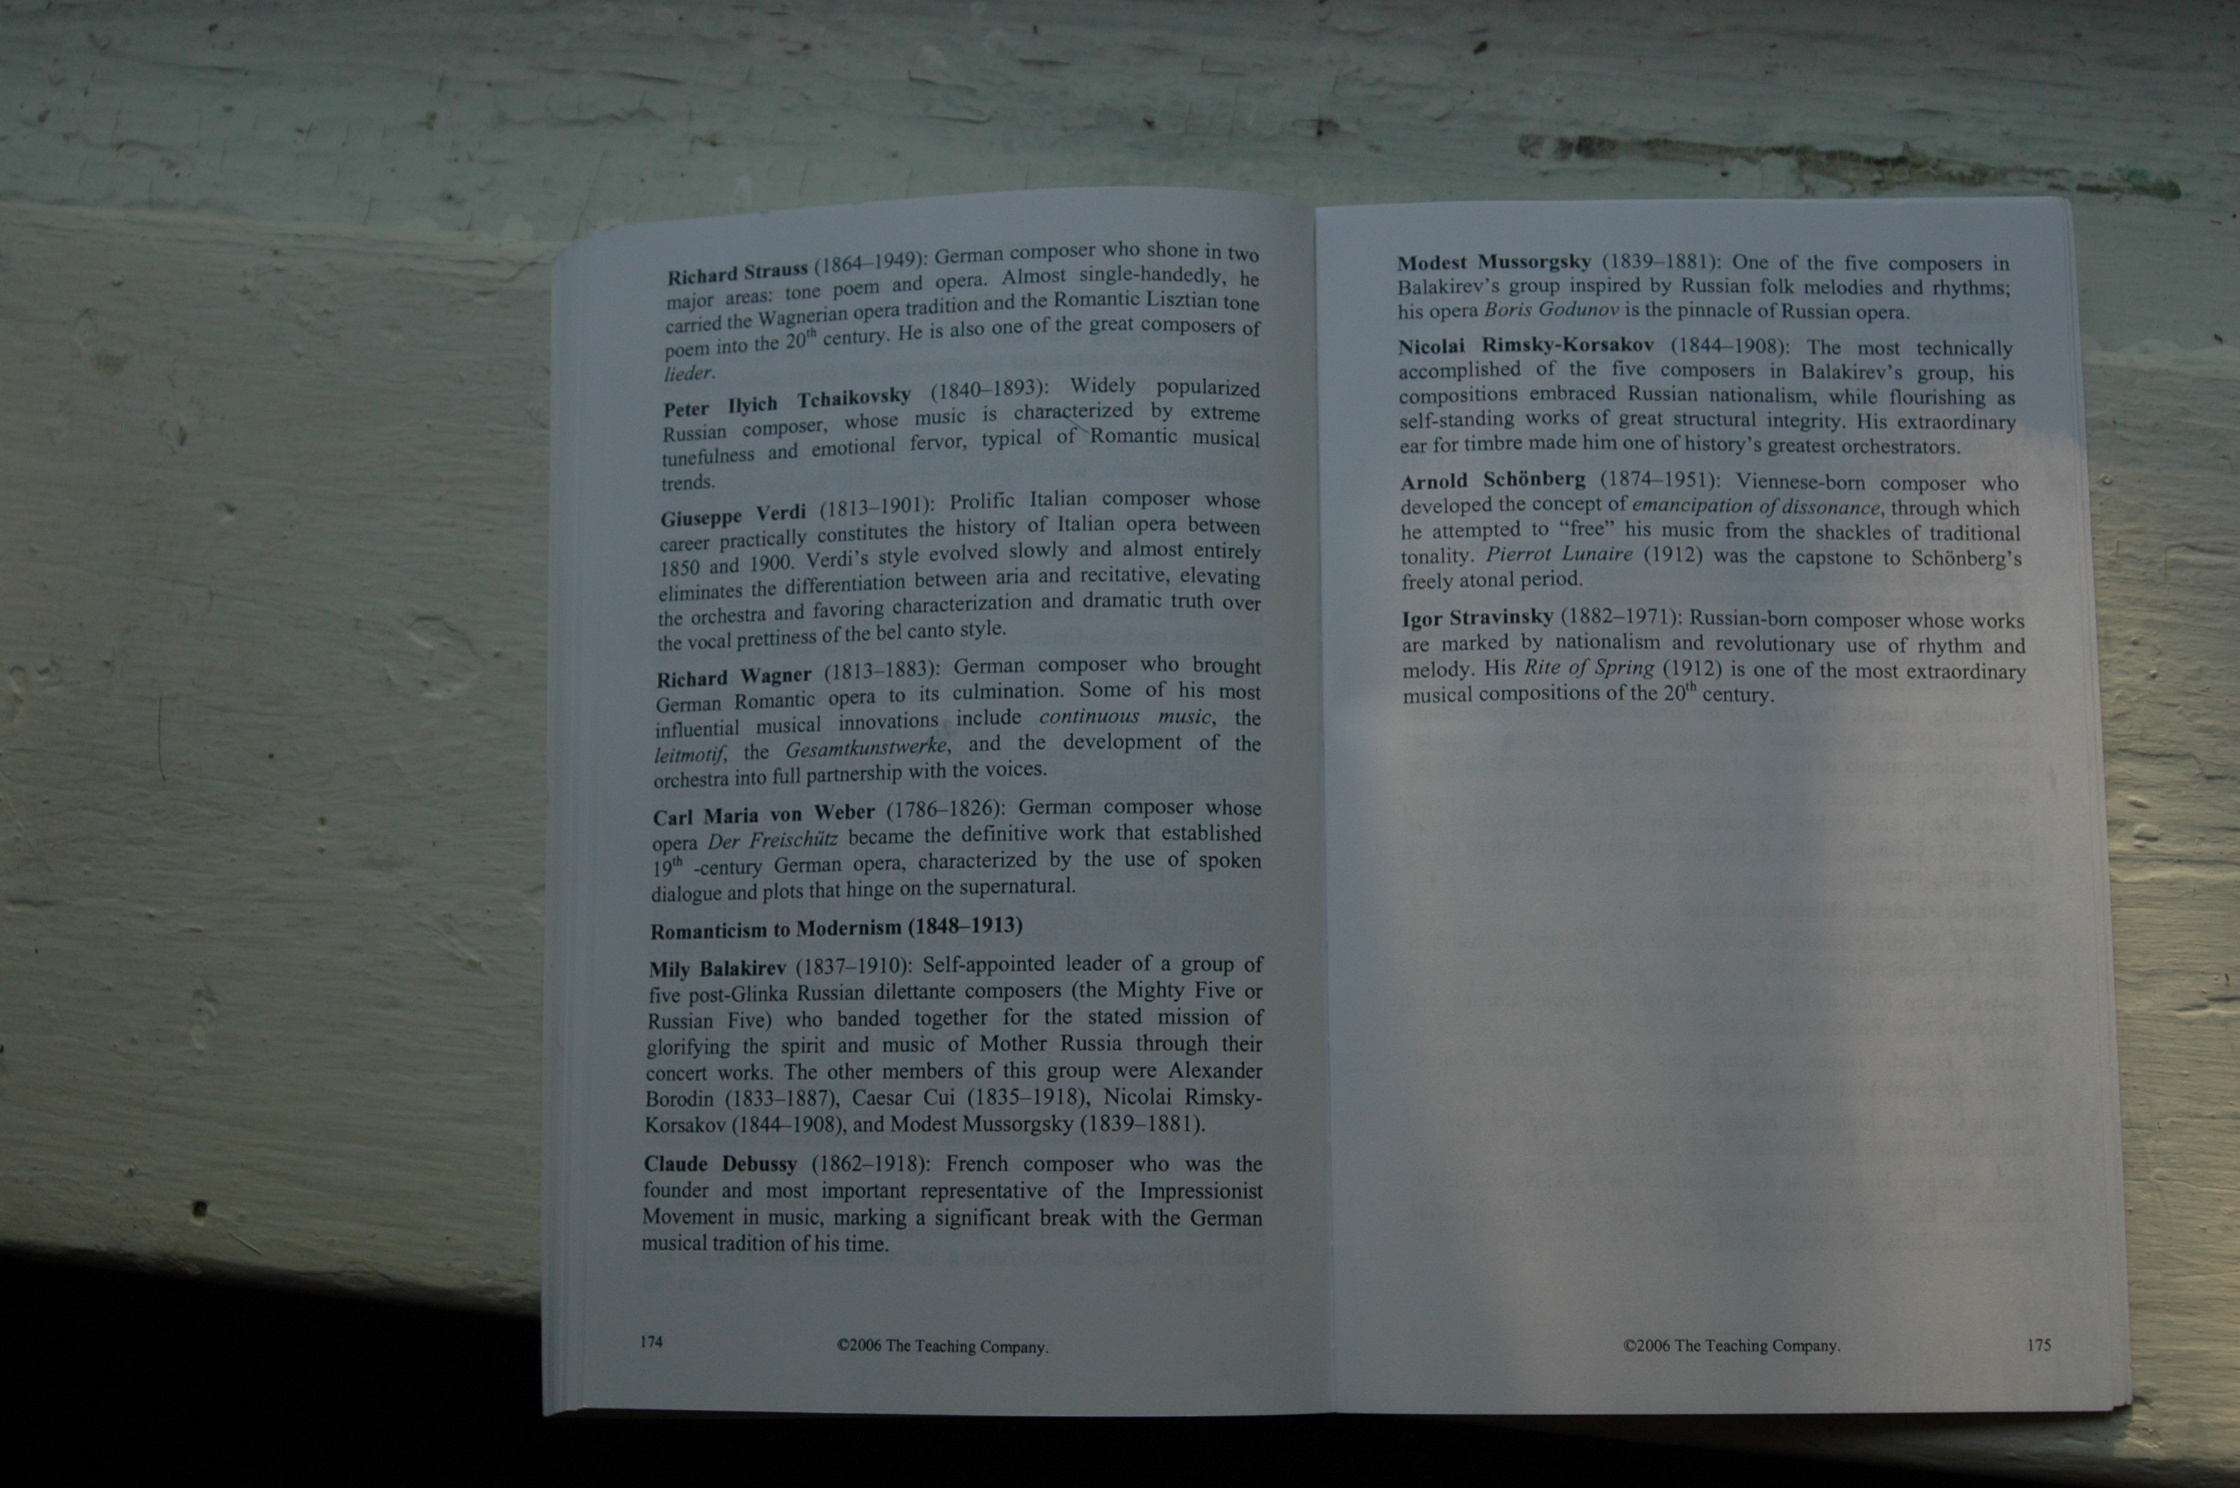 Richard Strauss (1864–1949): German composer who shone in two
major areas: tone poem and opera. Almost single-handedly, he
carried the Wagnerian opera tradition and the Romantic Lisztian tone
poem into the 20th century. He is also one of the great composers of
lieder.
Peter Ilyich Tchaikovsky (1840–1893): Widely popularized
Russian composer, whose music is characterized by extreme
tunefulness and emotional fervor, typical of Romantic musical
trends.
Giuseppe Verdi (1813–1901): Prolific Italian composer whose
career practically constitutes the history of Italian opera between
1850 and 1900. Verdi's style evolved slowly and almost entirely
eliminates the differentiation between aria and recitative, elevating
the orchestra and favoring characterization and dramatic truth over
the vocal prettiness of the bel canto style.
Richard Wagner (1813–1883): German composer who brought
German Romantic opera to its culmination. Some of his most
influential musical innovations include continuous music, the
leitmotif, the Gesamtkunstwerke, and the development of the
orchestra into full partnership with the voices.
Carl Maria von Weber (1786–1826): German composer whose
opera Der Freischütz became the definitive work that established
19th -century German opera, characterized by the use of spoken
dialogue and plots that hinge on the supernatural.
Romanticism to Modernism (1848–1913)
Mily Balakirev (1837–1910): Self-appointed leader of a group of
five post-Glinka Russian dilettante composers (the Mighty Five or
Russian Five) who banded together for the stated mission of
glorifying the spirit and music of Mother Russia through their
concert works. The other members of this group were Alexander
Borodin (1833–1887), Caesar Cui (1835–1918), Nicolai Rimsky-
Korsakov (1844–1908), and Modest Mussorgsky (1839–1881).
Claude Debussy (1862–1918): French composer who was the
founder and most important representative of the Impressionist
Movement in music, marking a significant break with the German
musical tradition of his time.
174
©2006 The Teaching Company.
Modest Mussorgsky (1839–1881): One of the five composers in
Balakirev's group inspired by Russian folk melodies and rhythms;
his opera Boris Godunov is the pinnacle of Russian opera.
Nicolai Rimsky-Korsakov (1844–1908): The most technically
accomplished of the five composers in Balakirev's group, his
compositions embraced Russian nationalism, while flourishing as
self-standing works of great structural integrity. His extraordinary
ear for timbre made him one of history's greatest orchestrators.
Arnold Schönberg (1874–1951): Viennese-born composer who
developed the concept of emancipation of dissonance, through which
he attempted to "free" his music from the shackles of traditional
tonality. Pierrot Lunaire (1912) was the capstone to Schönberg's
freely atonal period.
Igor Stravinsky (1882–1971): Russian-born composer whose works
are marked by nationalism and revolutionary use of rhythm and
melody. His Rite of Spring (1912) is one of the most extraordinary
musical compositions of the 20th century.
©2006 The Teaching Company.
175